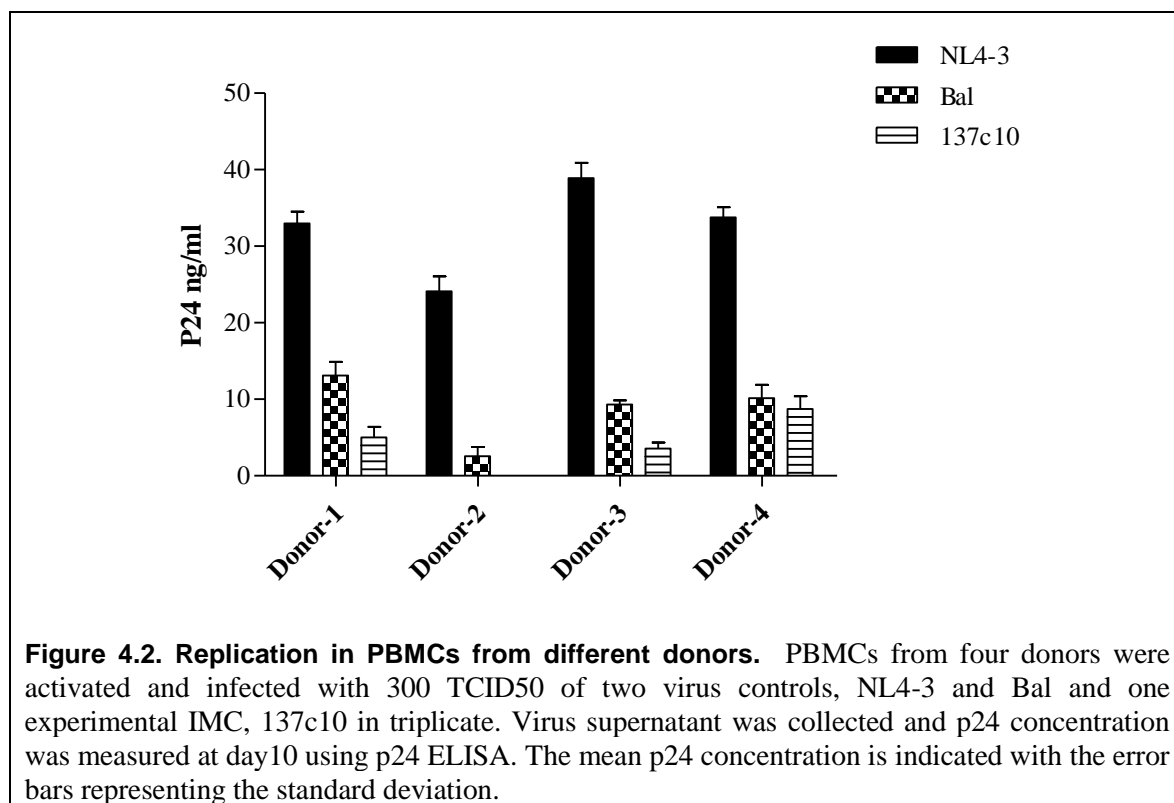 NL4-3
Bal
137c10
50
40
30
20
10
0
P24 ng/ml
Donor-1
Donor-2
Donor-3
Donor-4
Figure 4.2. Replication in PBMCs from different donors. PBMCs from four donors were
activated and infected with 300 TCID50 of two virus controls, NL4-3 and Bal and one
experimental IMC, 137c10 in triplicate. Virus supernatant was collected and p24 concentration
was measured at day10 using p24 ELISA. The mean p24 concentration is indicated with the error
bars representing the standard deviation.